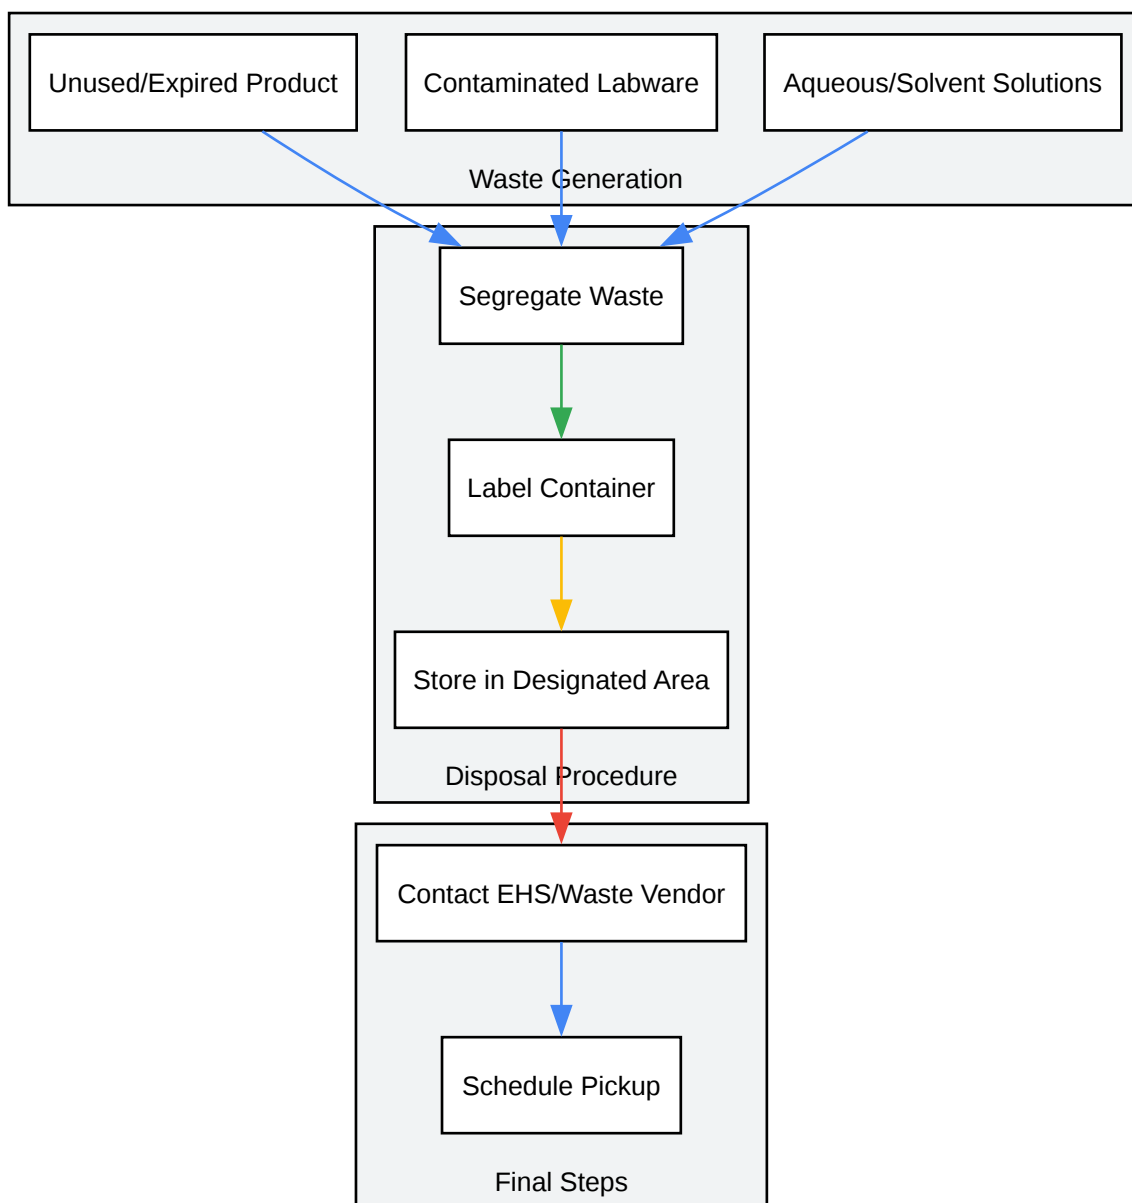 Unused/Expired Product
Contaminated Labware
Aqueous/Solvent Solutions
Waste Generation
Segregate Waste
Label Container
Store in Designated Area
Disposal Procedure
Contact EHS/Waste Vendor
Schedule Pickup
Final Steps